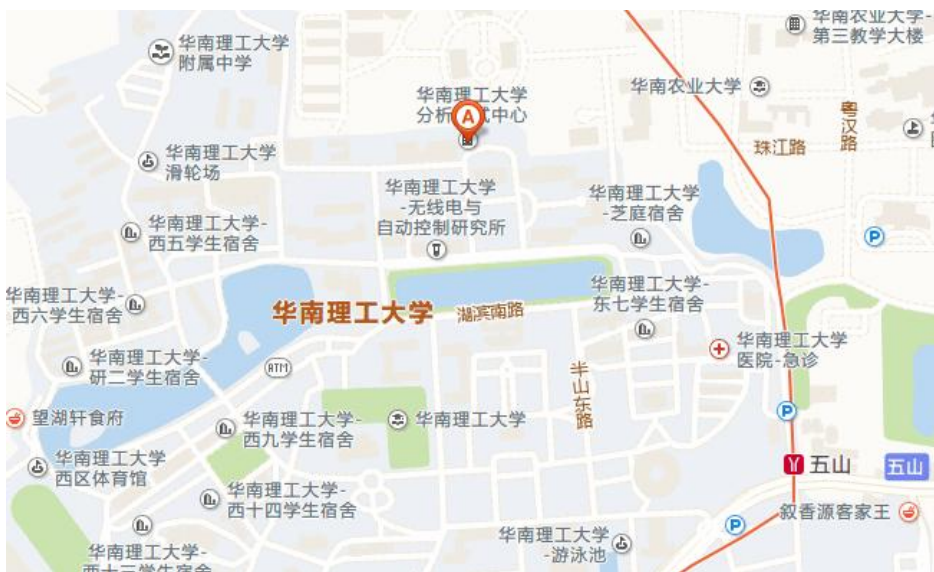 华南农业大学-
第三教学大楼
华南理工大学
附属中学
华南农业大学
华南理工大学
A
粤汉路
珠江路
华南理工大学
滑轮场
华南理工大学
-无线电与
自动控制研究所
华南理工大学
-芝庭宿舍
华南理工大学-
西五学生宿舍
P
华南理工大学-
西六学生宿舍
华南理工大学
湖滨南路
华南理工大学-
东七学生宿舍
华南理工大学
医院-急诊
华南理工大学-
研二学生宿舍
ATM
半山东路
P
望湖轩食府
华南理工大学-
西九学生宿舍
华南理工大学
华南理工大学
西区体育馆
五山
五山
华南理工大学-
西十四学生宿舍
叙香源客家王
P
华南理工大学
-游泳池
华南理工大学-